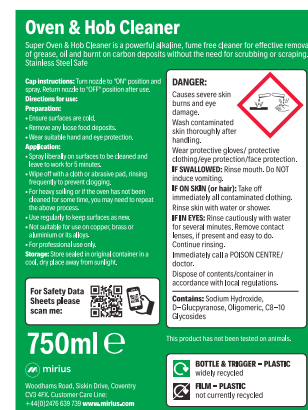 Oven & Hob Cleaner
Super Oven & Hob Cleaner is a powerful alkaline, fume free cleaner for effective remova
of grease, oil and burnt on carbon deposits without the need for scrubbing or scraping.
Stainless Steel Safe
Cap instructions: Turn nozzle to "ON" position and
spray. Return nozzle to "OFF" position after use.
Directions for use:
Preparation:
• Ensure surfaces are cold.
• Remove any loose food deposits.
• Wear suitable hand and eye protection.
Application:
• Spray liberally on surfaces to be cleaned and
leave to work for 5 minutes.
• Wipe off with a cloth or abrasive pad, rinsing
frequently to prevent clogging.
• For heavy soiling or if the oven has not been
cleaned for some time, you may need to repeat
the above process.
• Use regularly to keep surfaces as new.
• Not suitable for use on copper, brass or
aluminium or its alloys.
• For professional use only.
Storage: Store sealed in original container in a
cool, dry place away from sunlight.
For Safety Data
Sheets please
scan me:
750ml e
mirius
Woodhams Road, Siskin Drive, Coventry
CV3 4FX. Customer Care Line:
+44(0)2476 639 739 www.mirius.com
DANGER:
Causes severe skin
burns and eye
damage.
Wash contaminated
skin thoroughly after
handling.
Wear protective gloves/ protective
clothing/eye protection/face protection.
IF SWALLOWED: Rinse mouth. Do NOT
induce vomiting.
IF ON SKIN (or hair): Take off
immediately all contaminated clothing.
Rinse skin with water or shower.
IF IN EYES: Rinse cautiously with water
for several minutes. Remove contact
lenses, if present and easy to do.
Continue rinsing.
Immediately call a POISON CENTRE/
doctor.
Dispose of contents/container in
accordance with local regulations.
Contains: Sodium Hydroxide,
D-Glucopyranose, Oligomeric, C8-10
Glycosides
This product has not been tested on animals.
BOTTLE & TRIGGER – PLASTIC
widely recycled
FILM – PLASTIC
not currently recycled